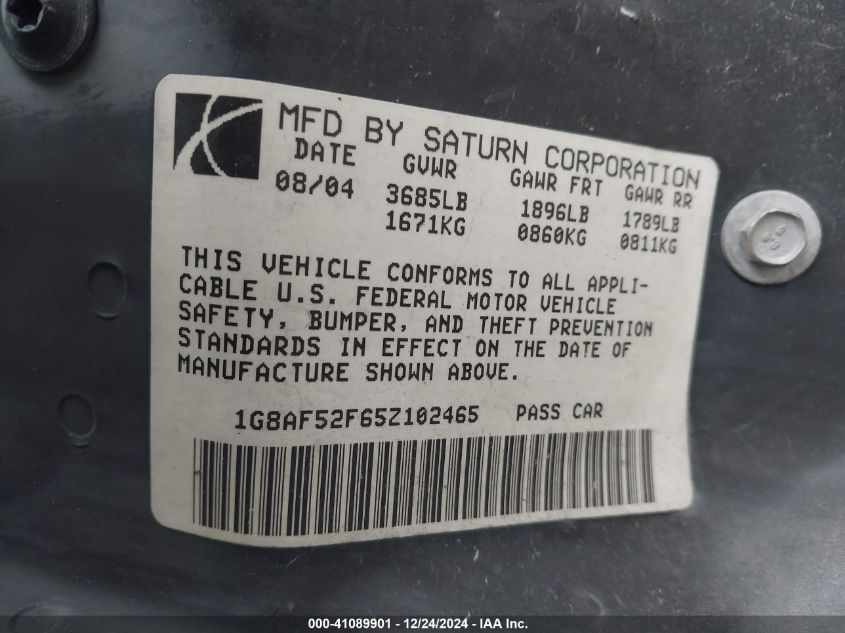 MFD BY SATURN CORPORATION
DATE GVWR GAWR FRT GAWR RR
08/04 3685LB 1896LB 1789LB
1671KG 0860KG 0811KG
THIS VEHICLE CONFORMS TO ALL APPLI-
CABLE U.S. FEDERAL MOTOR VEHICLE
SAFETY, BUMPER, AND THEFT PREVENTION
STANDARDS IN EFFECT ON THE DATE OF
MANUFACTURE SHOWN ABOVE.
1G8AF52F65Z102465 PASS CAR
000-41089901 - 12/24/2024 - IAA Inc.